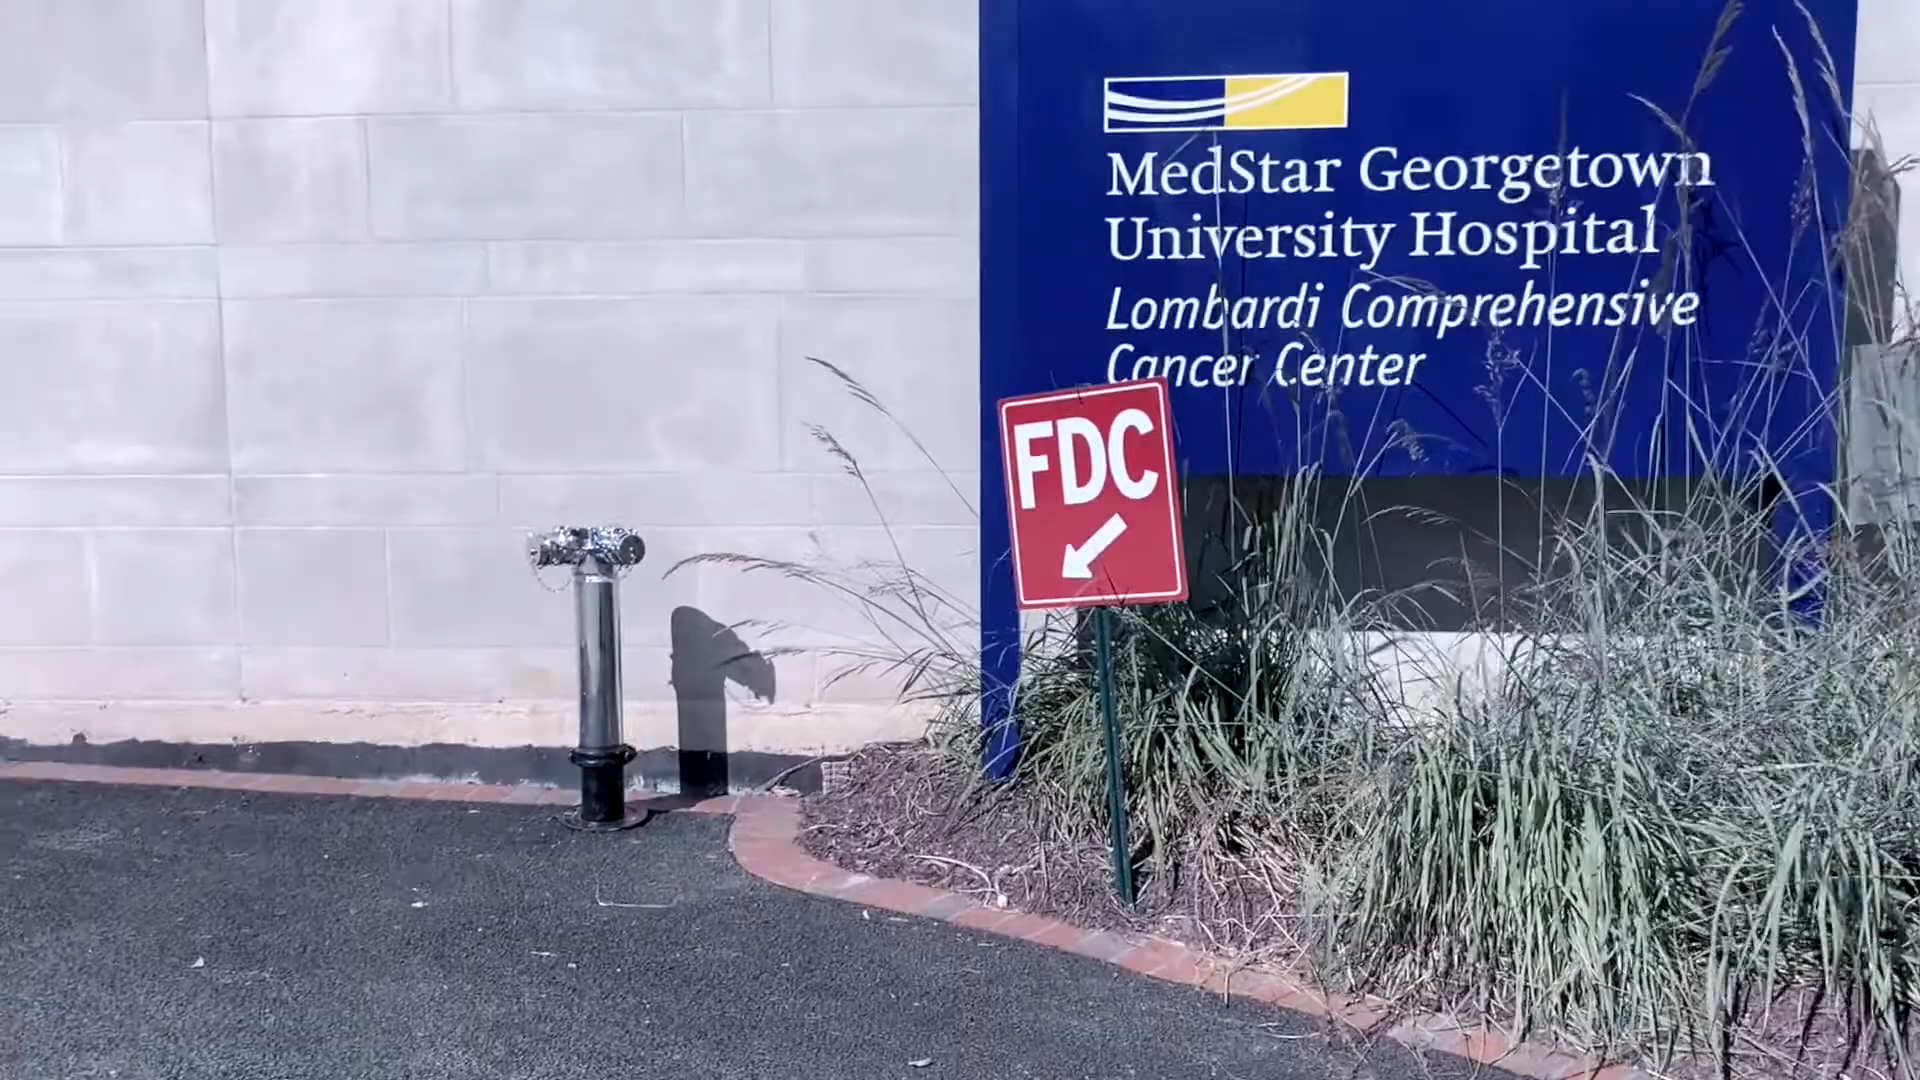 MedStar Georgetown
University Hospital
Lombardi Comprehensive
Cancer Center
FDC